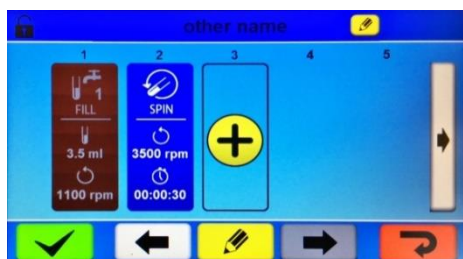 other name
1 2 3 4 5
1
FILL SPIN
3.5 ml 3500 rpm
1100 rpm 00:00:30